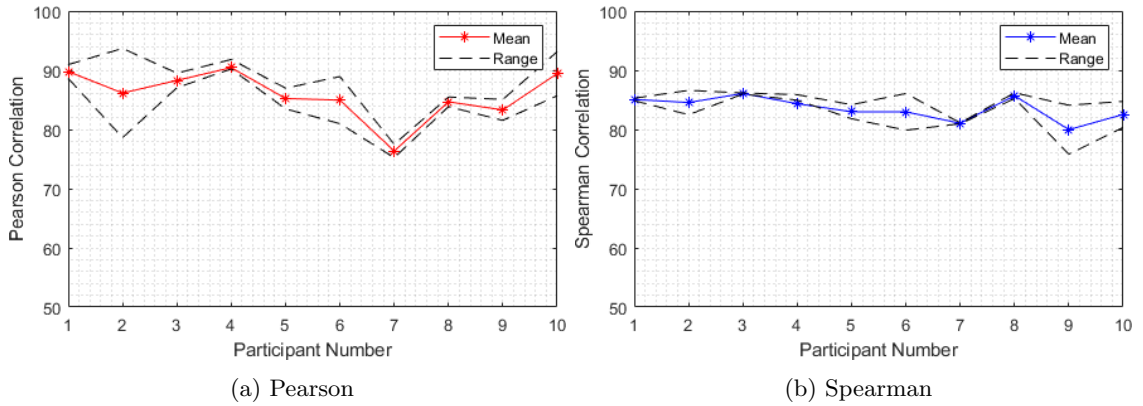 100
90
80
70
60
50
Pearson Correlation
1 2 3 4 5 6 7 8 9 10
Participant Number
Mean
Range
(a) Pearson
100
90
80
70
60
50
Spearman Correlation
1 2 3 4 5 6 7 8 9 10
Participant Number
Mean
Range
(b) Spearman